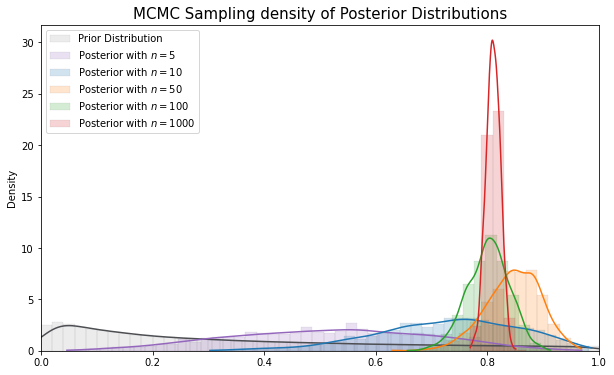 MCMC Sampling density of Posterior Distributions
Prior Distribution
Posterior with n = 5
Posterior with n = 10
Posterior with n = 50
Posterior with n = 100
Posterior with n = 1000
Density
30
25
20
15
10
5
0
0.0 0.2 0.4 0.6 0.8 1.0